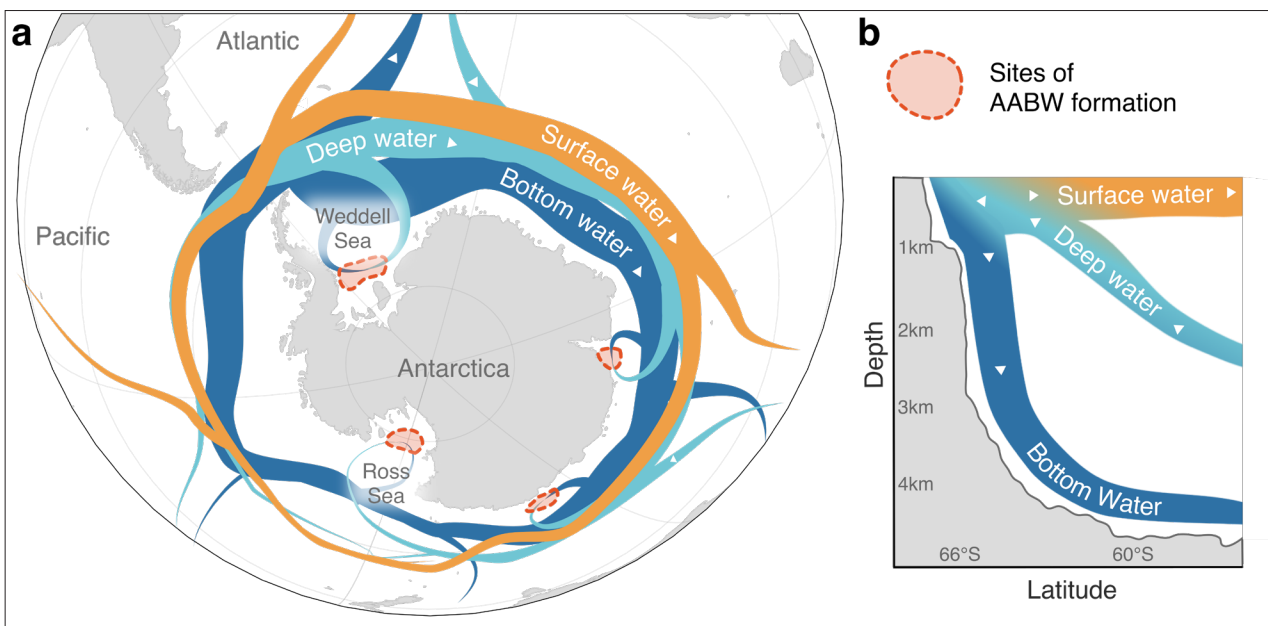 a
Atlantic
Deep water
Surface water
Bottom water
Weddell
Sea
Pacific
Antarctica
Ross
Sea
b
Sites of
AABW formation
Surface water
Deep water
Bottom Water
1km
2km
3km
4km
Depth
66°S
60°S
Latitude